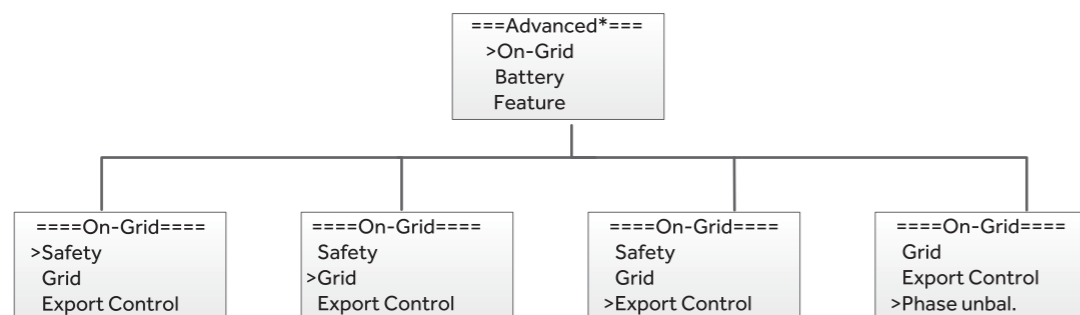 ===Advanced*===
>On-Grid
Battery
Feature
====On-Grid====
>Safety
Grid
Export Control
====On-Grid====
Safety
>Grid
Export Control
====On-Grid====
Safety
Grid
>Export Control
====On-Grid====
Grid
Export Control
>Phase unbal.